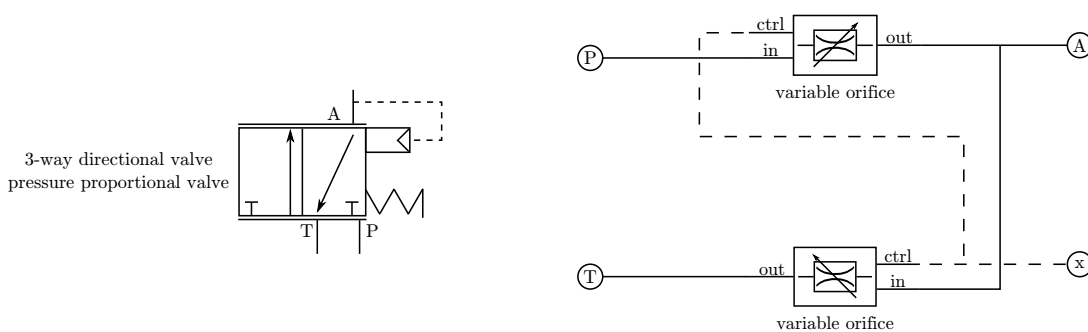 3-way directional valve
pressure proportional valve
A
T
P
P
ctrl
in
out
A
variable orifice
T
out
ctrl
in
x
variable orifice